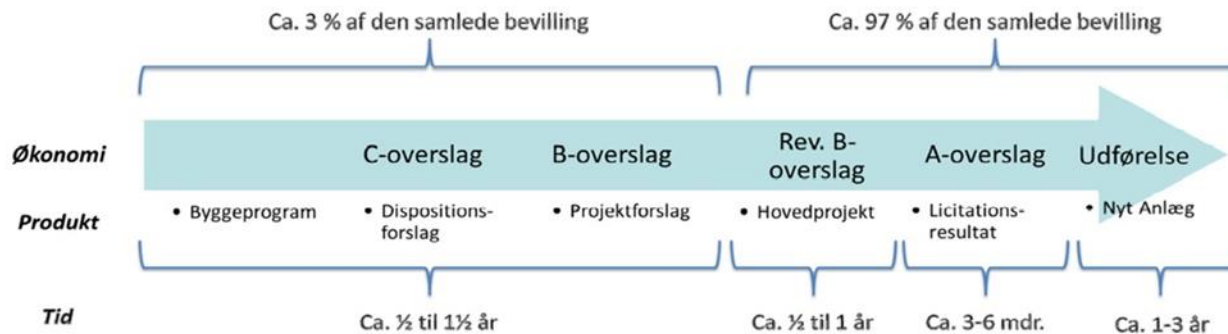 Ca. 3 % af den samlede bevilling
Ca. 97 % af den samlede bevilling
Økonomi
C-overslag
B-overslag
Rev. B-
overslag
A-overslag
Udførelse
Produkt
• Byggeprogram
• Dispositions-
forslag
• Projektforslag
• Hovedprojekt
• Licitations-
resultat
• Nyt Anlæg
Tid
Ca. ½ til 1½ år
Ca. ½ til 1 år
Ca. 3-6 mdr.
Ca. 1-3 år